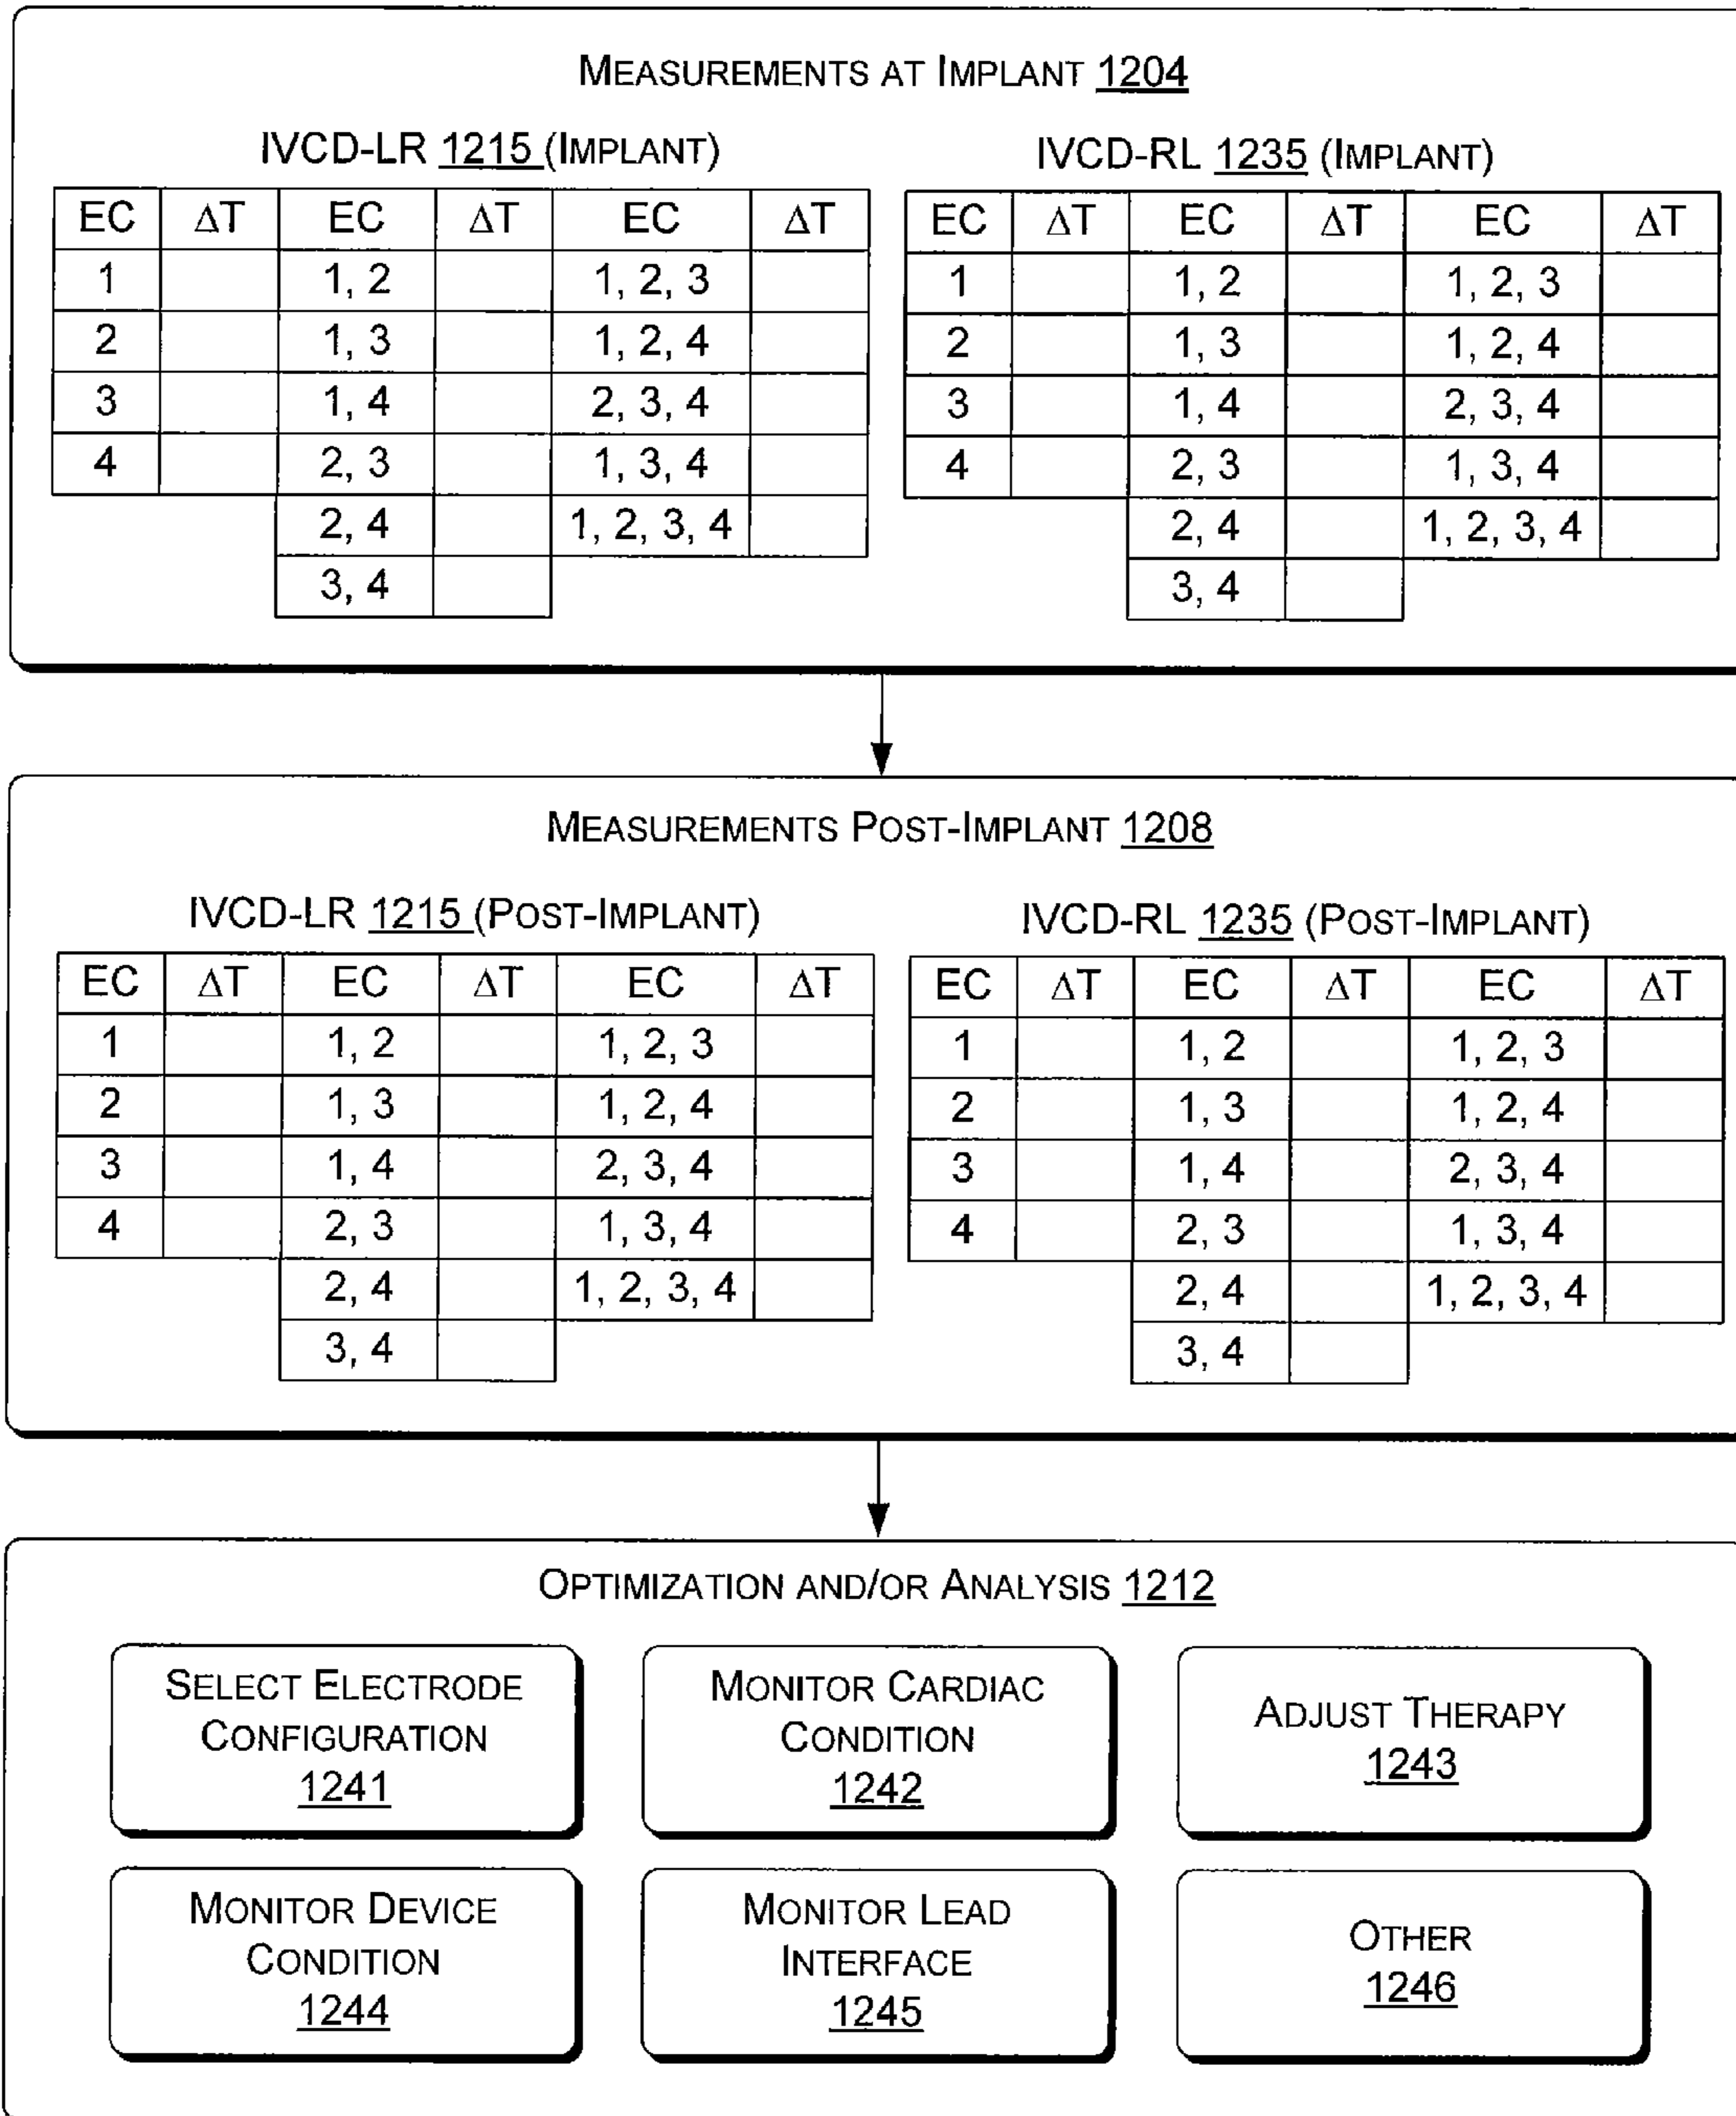 MEASUREMENTS AT IMPLANT 1204
IVCD-LR 1215 (IMPLANT)
EC ΔT EC ΔT EC ΔT
1 1, 2 1, 2, 3
2 1, 3 1, 2, 4
3 1, 4 2, 3, 4
4 2, 3 1, 3, 4
2, 4 1, 2, 3, 4
3, 4
IVCD-RL 1235 (IMPLANT)
EC ΔT EC ΔT EC ΔT
1 1, 2 1, 2, 3
2 1, 3 1, 2, 4
3 1, 4 2, 3, 4
4 2, 3 1, 3, 4
2, 4 1, 2, 3, 4
3, 4
MEASUREMENTS POST-IMPLANT 1208
IVCD-LR 1215 (POST-IMPLANT)
EC ΔT EC ΔT EC ΔT
1 1, 2 1, 2, 3
2 1, 3 1, 2, 4
3 1, 4 2, 3, 4
4 2, 3 1, 3, 4
2, 4 1, 2, 3, 4
3, 4
IVCD-RL 1235 (POST-IMPLANT)
EC ΔT EC ΔT EC ΔT
1 1, 2 1, 2, 3
2 1, 3 1, 2, 4
3 1, 4 2, 3, 4
4 2, 3 1, 3, 4
2, 4 1, 2, 3, 4
3, 4
OPTIMIZATION AND/OR ANALYSIS 1212
SELECT ELECTRODE
CONFIGURATION
1241
MONITOR CARDIAC
CONDITION
1242
ADJUST THERAPY
1243
MONITOR DEVICE
CONDITION
1244
MONITOR LEAD
INTERFACE
1245
OTHER
1246